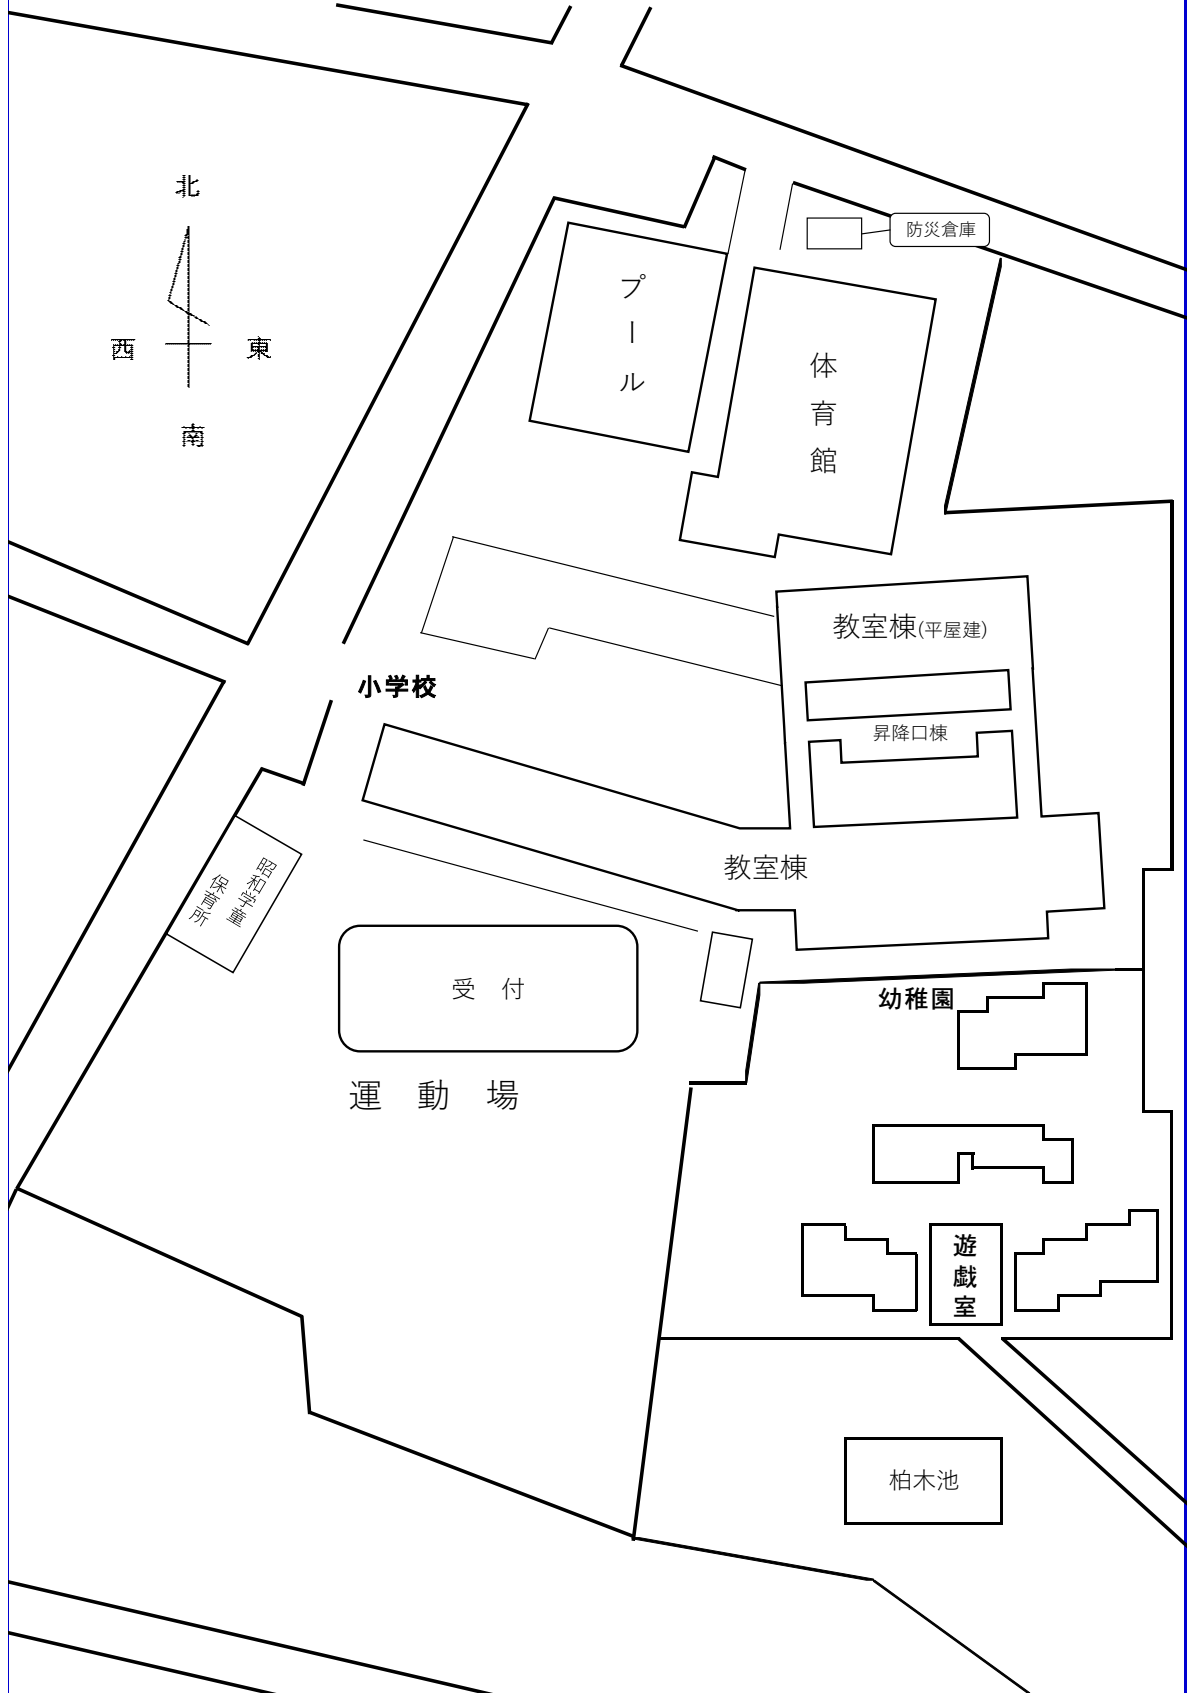 北
防災倉庫
プール
西
東
体育館
南
教室棟(平屋建)
小学校
昇降口棟
教室棟
昭和学童
保育所
受　付
幼稚園
運　動　場
遊戯室
柏木池